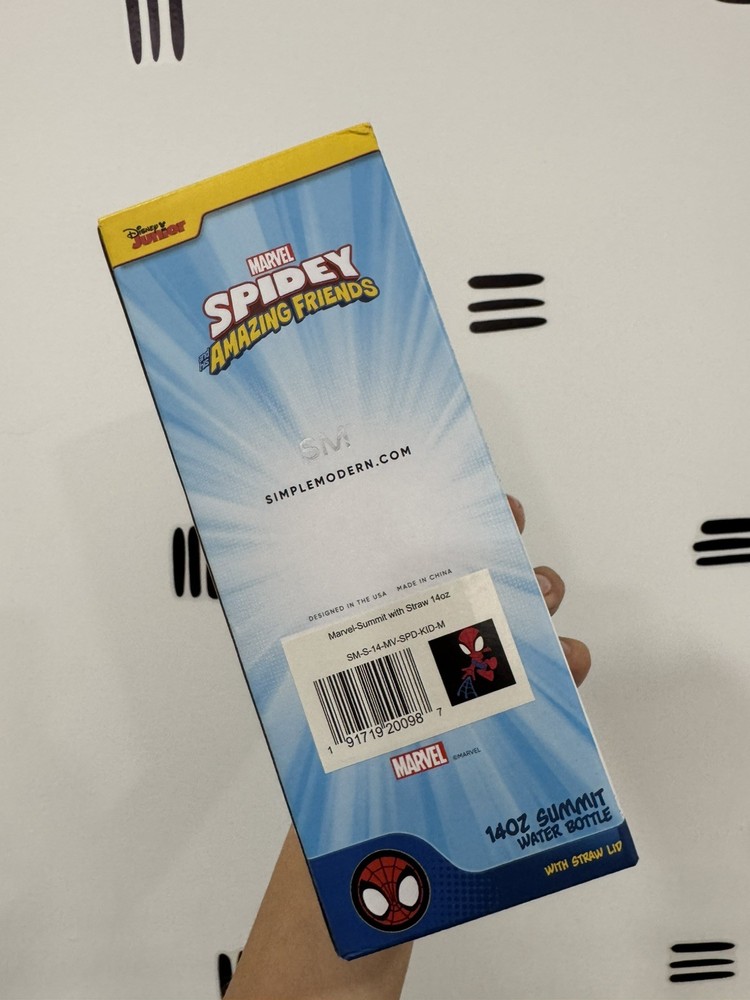 Disney
Junior
MARVEL
SPIDEY
AND HIS
AMAZING FRIENDS
SM
SIMPLEMODERN.COM
DESIGNED IN THE USA MADE IN CHINA
Marvel-Summit with Straw 14oz
SM-S-14-MV-SPD-KID-M
1 91719 20098 7
MARVEL ©MARVEL
14OZ SUMMIT
WATER BOTTLE
WITH STRAW LID